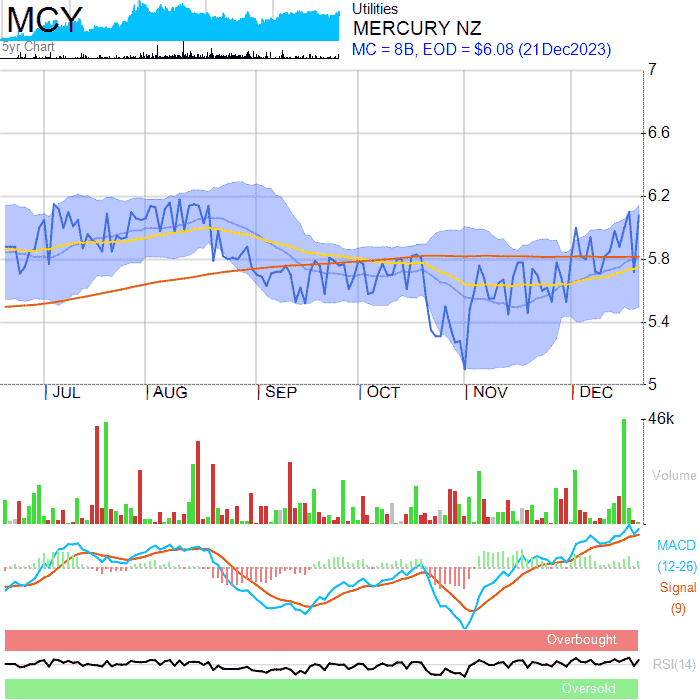 MCY
5yr Chart
Utilities
MERCURY NZ
MC = 8B, EOD = $6.08 (21Dec2023)
7
6.6
6.2
5.8
5.4
5
JUL AUG SEP OCT NOV DEC
46k
Volume
MACD
(12-26)
Signal
(9)
Overbought
RSI(14)
Oversold